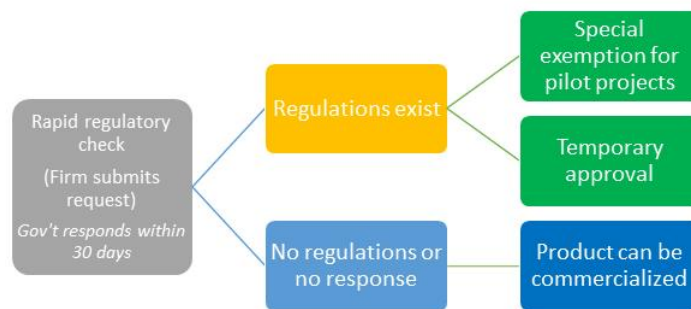 Rapid regulatory
check
(Firm submits
request)
Gov't responds within
30 days
Regulations exist
No regulations or
no response
Special
exemption for
pilot projects
Temporary
approval
Product can be
commercialized